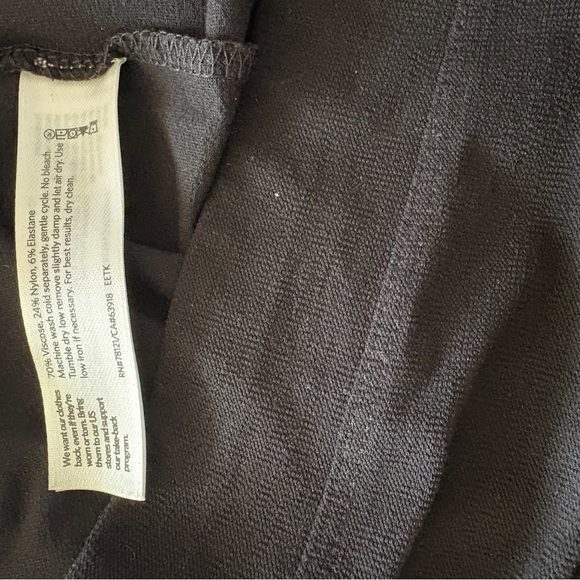 70% Viscose, 24% Nylon, 6% Elastane
Machine wash cold separately, gentle cycle. No bleach.
Tumble dry low remove slightly damp and let air dry. Use
low iron if necessary. For best results, dry clean.
RN#78121/CA#63918 EETK
We want our clothes
back, even if they're
worn or torn. Bring
them to our US
stores and support
our take-back
program.